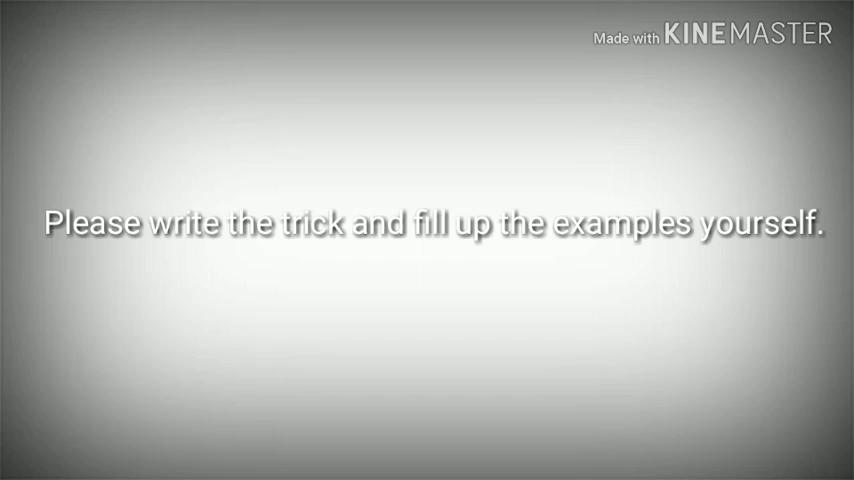 Made with KINEMASTER
Please write the trick and fill up the examples yourself.